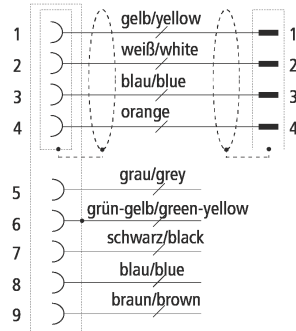 gelb/yellow
1 1
weiß/white
2 2
blau/blue
3 3
orange
4 4
grau/grey
5
grün-gelb/green-yellow
6
schwarz/black
7
blau/blue
8
braun/brown
9